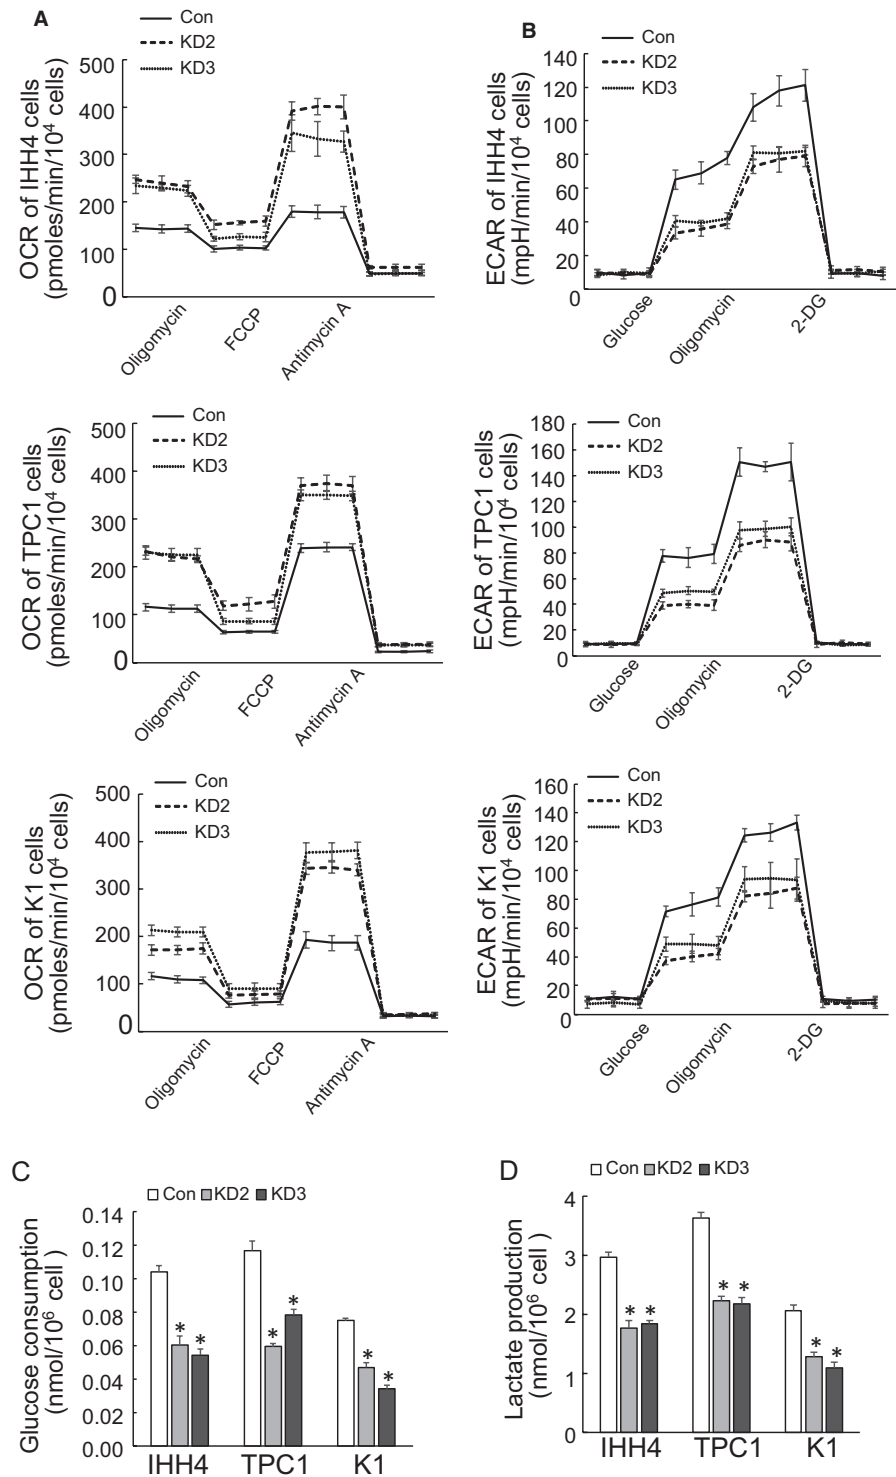 A
Con
KD2
KD3
OCR of IHH4 cells
(pmoles/min/10⁴ cells)
500
400
300
200
100
0
Oligomycin
FCCP
Antimycin A
B
Con
KD2
KD3
ECAR of IHH4 cells
(mpH/min/10⁴ cells)
140
120
100
80
60
40
20
0
Glucose
Oligomycin
2-DG
Con
KD2
KD3
OCR of TPC1 cells
(pmoles/min/10⁴ cells)
500
400
300
200
100
0
Oligomycin
FCCP
Antimycin A
Con
KD2
KD3
ECAR of TPC1 cells
(mpH/min/10⁴ cells)
180
160
140
120
100
80
60
40
20
0
Glucose
Oligomycin
2-DG
Con
KD2
KD3
OCR of K1 cells
(pmoles/min/10⁴ cells)
500
400
300
200
100
0
Oligomycin
FCCP
Antimycin A
Con
KD2
KD3
ECAR of K1 cells
(mpH/min/10⁴ cells)
160
140
120
100
80
60
40
20
0
Glucose
Oligomycin
2-DG
C
Con KD2 KD3
Glucose consumption
(nmol/10⁶ cell )
0.14
0.12
0.10
0.08
0.06
0.04
0.02
0.00
* * * * * *
IHH4 TPC1 K1
D
Con KD2 KD3
Lactate production
(nmol/10⁶ cell )
4
3
2
1
0
* * * * * *
IHH4 TPC1 K1